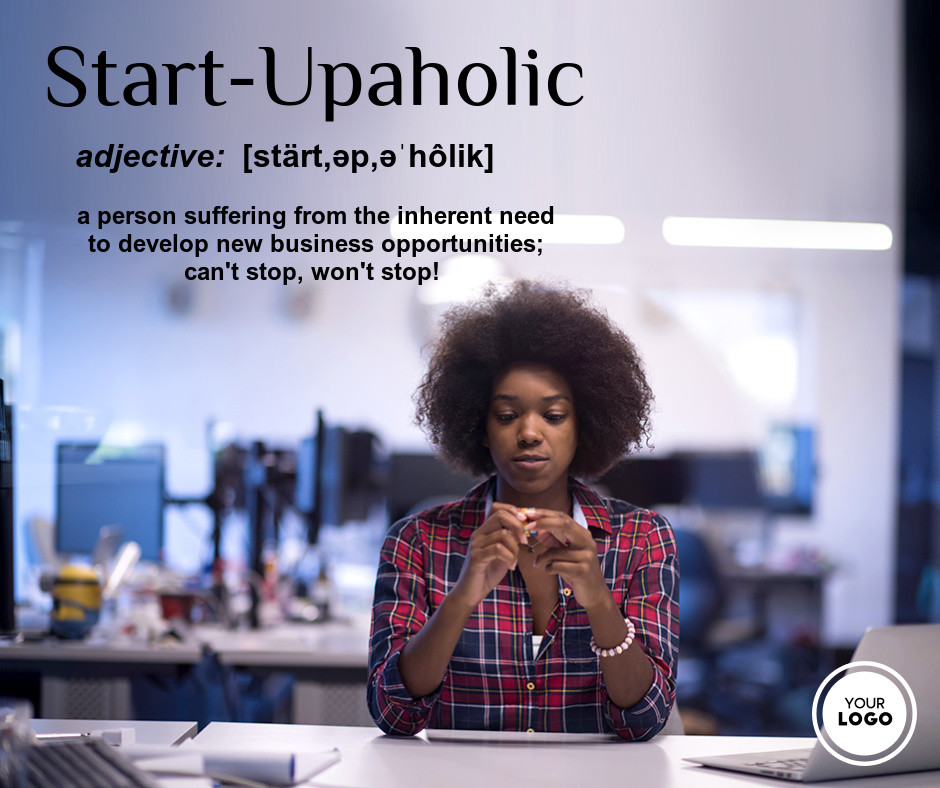 Start-Upaholic
adjective: [stärt,əp,əˈhôlik]
a person suffering from the inherent need
to develop new business opportunities;
can't stop, won't stop!
YOUR
LOGO